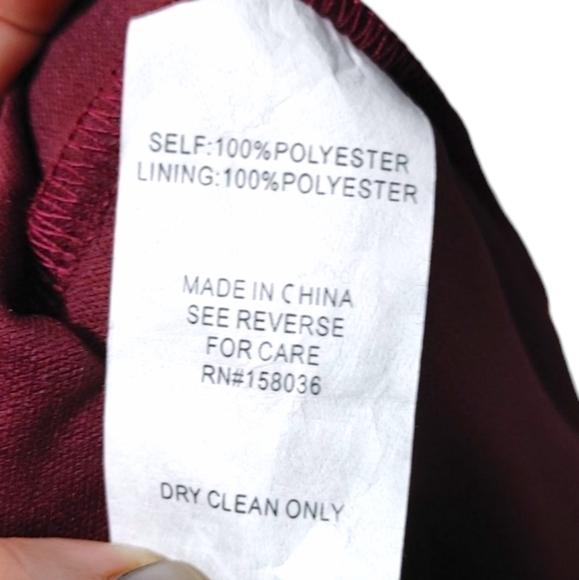 SELF:100%POLYESTER
LINING:100%POLYESTER
MADE IN CHINA
SEE REVERSE
FOR CARE
RN#158036
DRY CLEAN ONLY